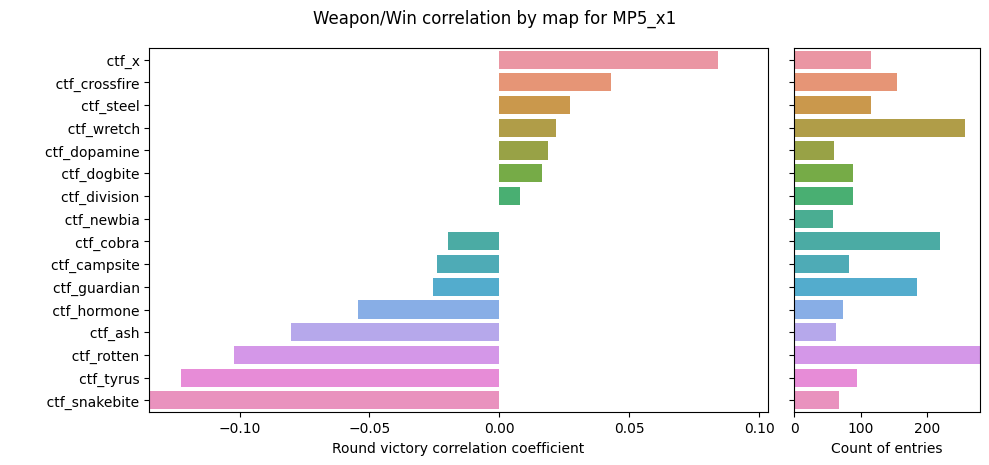 Weapon/Win correlation by map for MP5_x1
ctf_x
ctf_crossfire
ctf_steel
ctf_wretch
ctf_dopamine
ctf_dogbite
ctf_division
ctf_newbia
ctf_cobra
ctf_campsite
ctf_guardian
ctf_hormone
ctf_ash
ctf_rotten
ctf_tyrus
ctf_snakebite
−0.10 −0.05 0.00 0.05 0.10
Round victory correlation coefficient
0 100 200
Count of entries